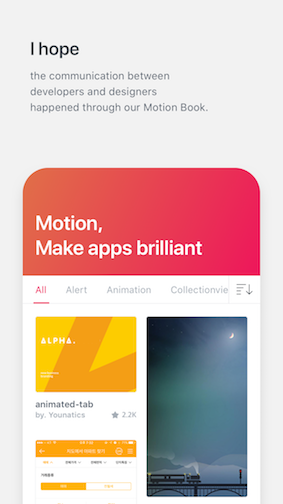 I hope
the communication between
developers and designers
happened through our Motion Book.
Motion,
Make apps brilliant
All Alert Animation Collectionvie
ALPHA.
animated-tab
by. Younatics ★ 2.2K